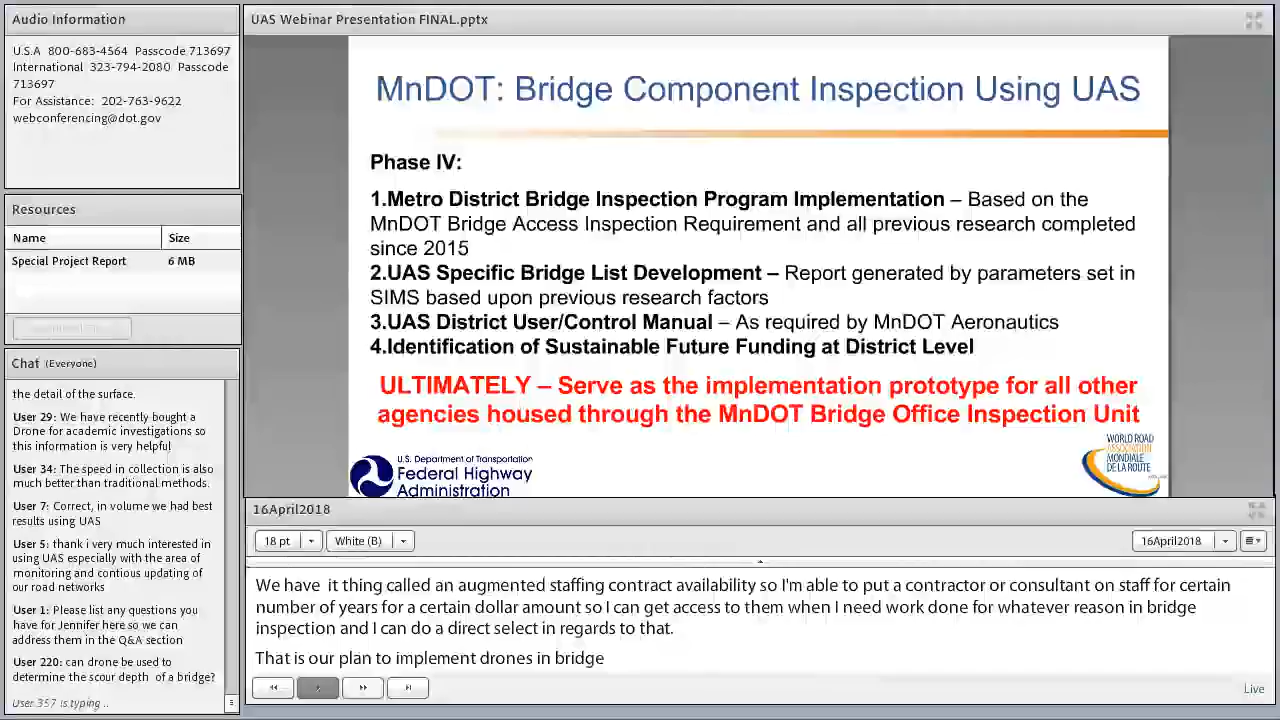 Audio Information
U.S.A 800-683-4564 Passcode 713697
International 323-794-2080 Passcode
713697
For Assistance: 202-763-9622
webconferencing@dot.gov
Resources
Name Size
Special Project Report 6 MB
Chat (Everyone)
the detail of the surface.
User 29: We have recently bought a
Drone for academic investigations so
this information is very helpful
User 34: The speed in collection is also
much better than traditional methods.
User 7: Correct, in volume we had best
results using UAS
User 5: thank i very much interested in
using UAS especially with the area of
monitoring and contious updating of
our road networks
User 1: Please list any questions you
have for Jennifer here so we can
address them in the Q&A section
User 220: can drone be used to
determine the scour depth of a bridge?
User 357 is typing ..
UAS Webinar Presentation FINAL.pptx
MnDOT: Bridge Component Inspection Using UAS
Phase IV:
1.Metro District Bridge Inspection Program Implementation – Based on the
MnDOT Bridge Access Inspection Requirement and all previous research completed
since 2015
2.UAS Specific Bridge List Development – Report generated by parameters set in
SIMS based upon previous research factors
3.UAS District User/Control Manual – As required by MnDOT Aeronautics
4.Identification of Sustainable Future Funding at District Level
ULTIMATELY – Serve as the implementation prototype for all other
agencies housed through the MnDOT Bridge Office Inspection Unit
U.S. Department of Transportation
Federal Highway
Administration
WORLD ROAD
ASSOCIATION
MONDIALE
DE LA ROUTE
16April2018
18 pt White (B) 16April2018
We have it thing called an augmented staffing contract availability so I'm able to put a contractor or consultant on staff for certain
number of years for a certain dollar amount so I can get access to them when I need work done for whatever reason in bridge
inspection and I can do a direct select in regards to that.
That is our plan to implement drones in bridge
Live